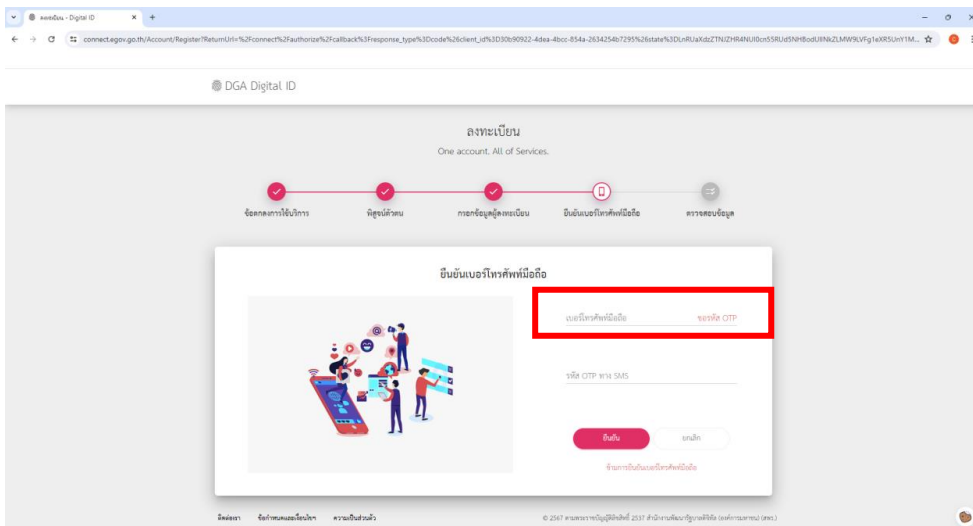 ลงทะเบียน - Digital ID
connect.egov.go.th/Account/Register?ReturnUrl=%2Fconnect%2Fauthorize%2Fcallback%3Fresponse_type%3Dcode%26client_id%3D30b90922-4dea-4bcc-854a-2634254b7295%26state%3D
DGA Digital ID
ลงทะเบียน
One account. All of Services.
ข้อตกลงการใช้บริการ พิสูจน์ตัวตน กรอกข้อมูลผู้ลงทะเบียน ยืนยันเบอร์โทรศัพท์มือถือ ตรวจสอบข้อมูล
ยืนยันเบอร์โทรศัพท์มือถือ
เบอร์โทรศัพท์มือถือ ขอรหัส OTP
รหัส OTP ทาง SMS
ยืนยัน ยกเลิก
ข้ามการยืนยันเบอร์โทรศัพท์มือถือ
ติดต่อเรา ข้อกำหนดและเงื่อนไขฯ ความเป็นส่วนตัว © 2567 ตามพระราชบัญญัติลิขสิทธิ์ 2537 สำนักงานพัฒนารัฐบาลดิจิทัล (องค์การมหาชน) (สพร.)